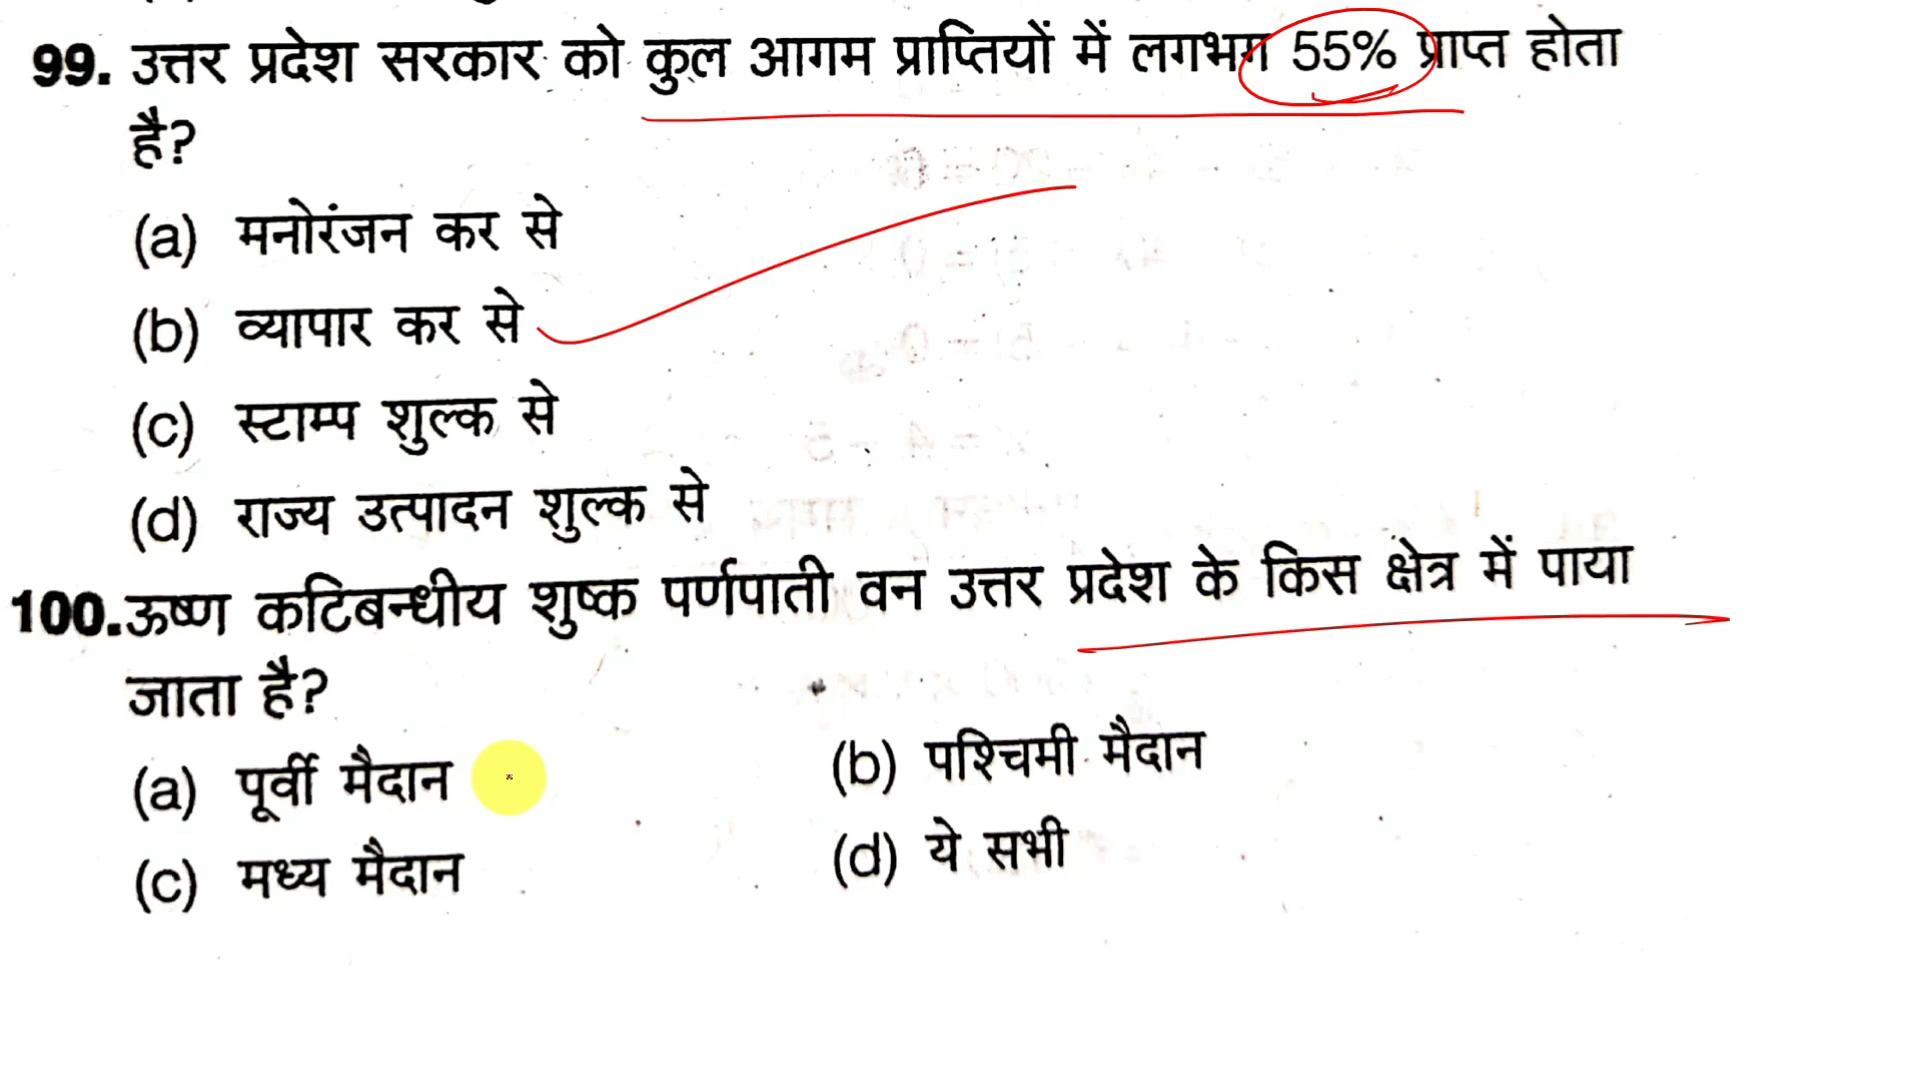 99. उत्तर प्रदेश सरकार को कुल आगम प्राप्तियों में लगभग 55% प्राप्त होता
है?
(a) मनोरंजन कर से
(b) व्यापार कर से
(c) स्टाम्प शुल्क से
(d) राज्य उत्पादन शुल्क से
100. ऊष्ण कटिबन्धीय शुष्क पर्णपाती वन उत्तर प्रदेश के किस क्षेत्र में पाया
जाता है?
(a) पूर्वी मैदान (b) पश्चिमी मैदान
(c) मध्य मैदान (d) ये सभी